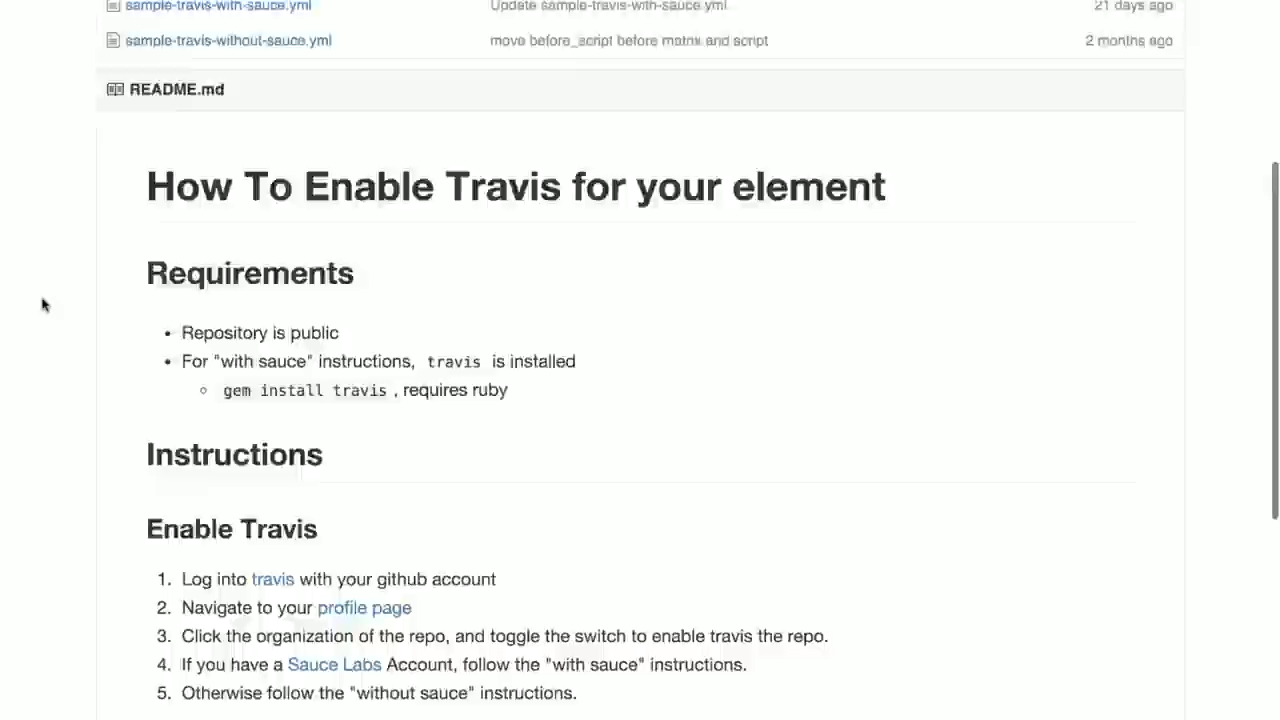 sample-travis-with-sauce.yml Update sample-travis-with-sauce.yml 21 days ago
sample-travis-without-sauce.yml move before_script before matrix and script 2 months ago
README.md
How To Enable Travis for your element
Requirements
• Repository is public
• For "with sauce" instructions, travis is installed
◦ gem install travis , requires ruby
Instructions
Enable Travis
1. Log into travis with your github account
2. Navigate to your profile page
3. Click the organization of the repo, and toggle the switch to enable travis the repo.
4. If you have a Sauce Labs Account, follow the "with sauce" instructions.
5. Otherwise follow the "without sauce" instructions.